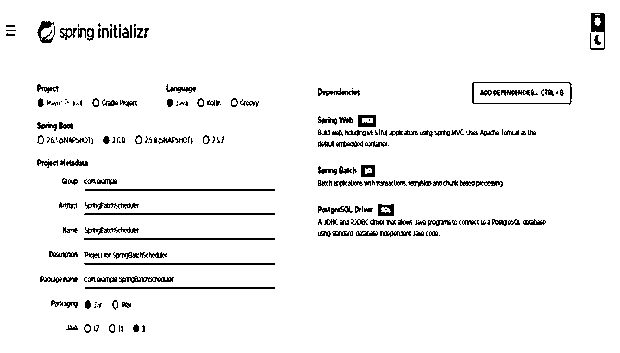 spring initializr
Project
Language
Maven Project
Gradle Project
Java
Kotlin
Groovy
Spring Boot
2.6.1 (SNAPSHOT)
2.6.0
2.5.8 (SNAPSHOT)
2.5.7
Project Metadata
Group com.example
Artifact SpringBatchScheduler
Name SpringBatchScheduler
Description Project for SpringBatchScheduler
Package name com.example.SpringBatchScheduler
Packaging Jar War
Java 17 11 8
Dependencies
ADD DEPENDENCIES... CTRL + B
Spring Web WEB
Build web, including RESTful, applications using Spring MVC. Uses Apache Tomcat as the
default embedded container.
Spring Batch I/O
Batch applications with transactions, retry/skip and chunk based processing.
PostgreSQL Driver SQL
A JDBC and R2DBC driver that allows Java programs to connect to a PostgreSQL database
using standard, database independent Java code.